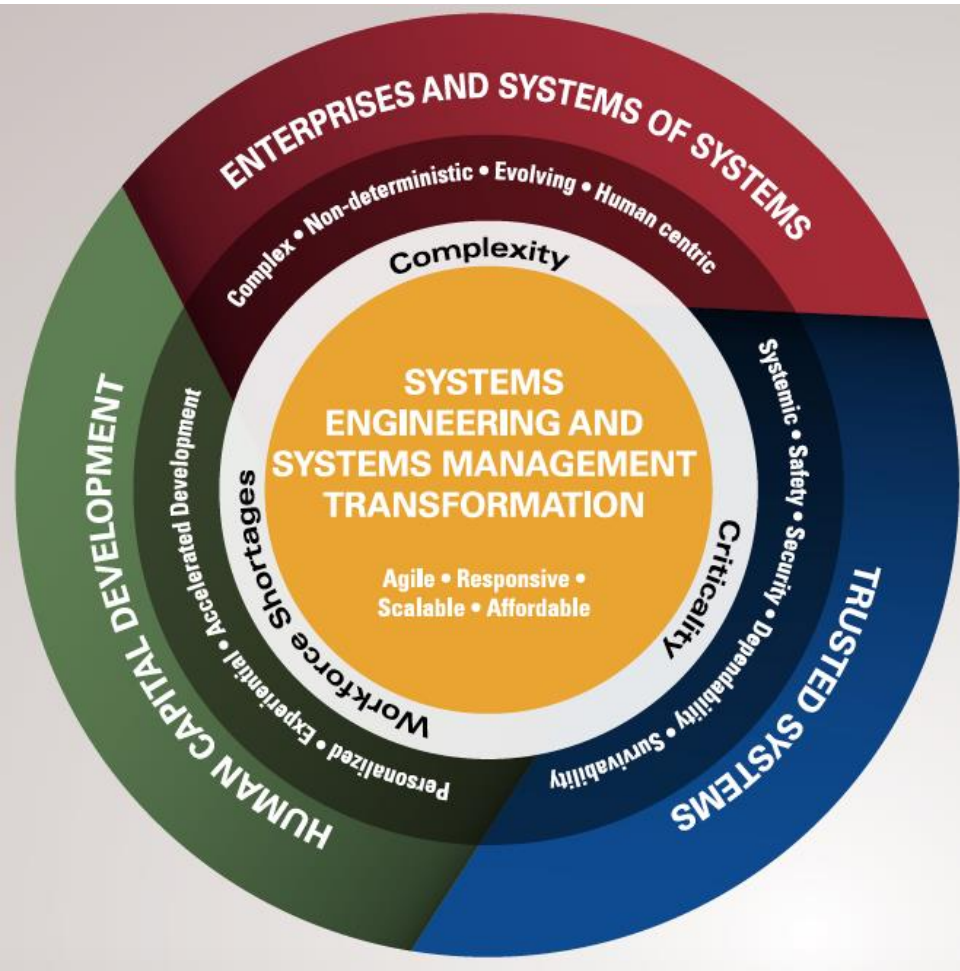 ENTERPRISES AND SYSTEMS OF SYSTEMS
Complex • Non-deterministic • Evolving • Human centric
Complexity
SYSTEMS
ENGINEERING AND
SYSTEMS MANAGEMENT
TRANSFORMATION
Agile • Responsive •
Scalable • Affordable
Criticality
Systemic • Safety • Security • Dependability • Survivability
TRUSTED SYSTEMS
Workforce Shortages
Personalized • Experiential • Accelerated Development
HUMAN CAPITAL DEVELOPMENT